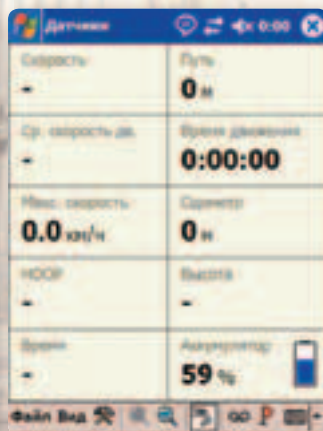 Датчики 0:00
Скорость Путь
- 0 м
Ср. скорость дв. Время движения
- 0:00:00
Макс. скорость Одометр
0.0 км/ч 0 м
Высота
- -
Время Аккумулятор
- 59 %
Файл Вид